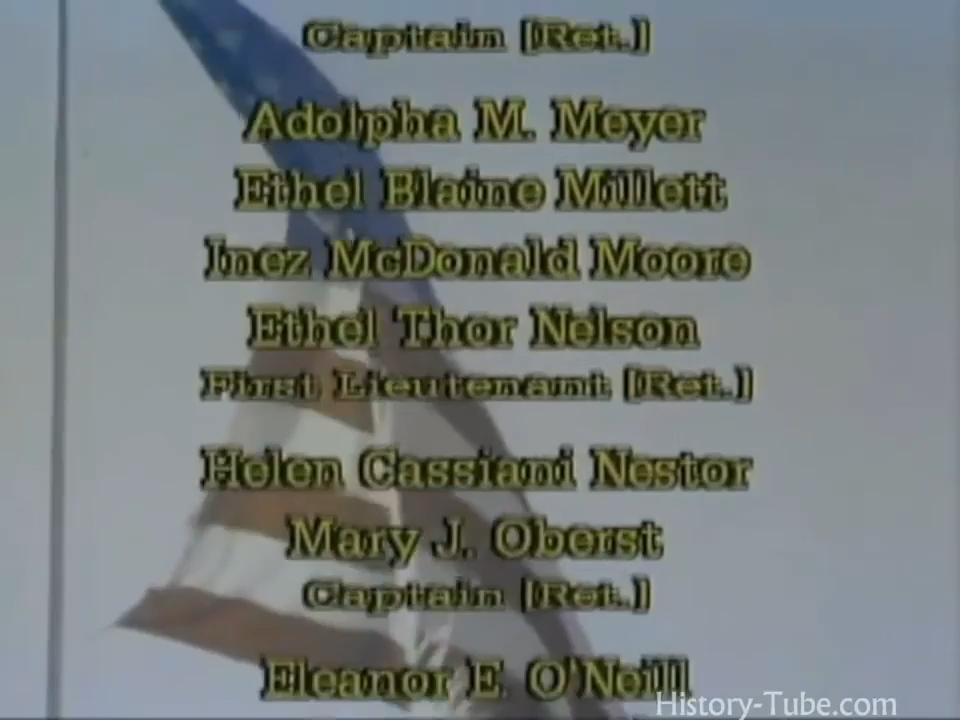 Captain [Ret.]
Adolpha M. Meyer
Ethel Blaine Millett
Inez McDonald Moore
Ethel Thor Nelson
First Lieutenant [Ret.]
Helen Cassiani Nestor
Mary J. Oberst
Captain [Ret.]
Eleanor E. O'Neill
History-Tube.com